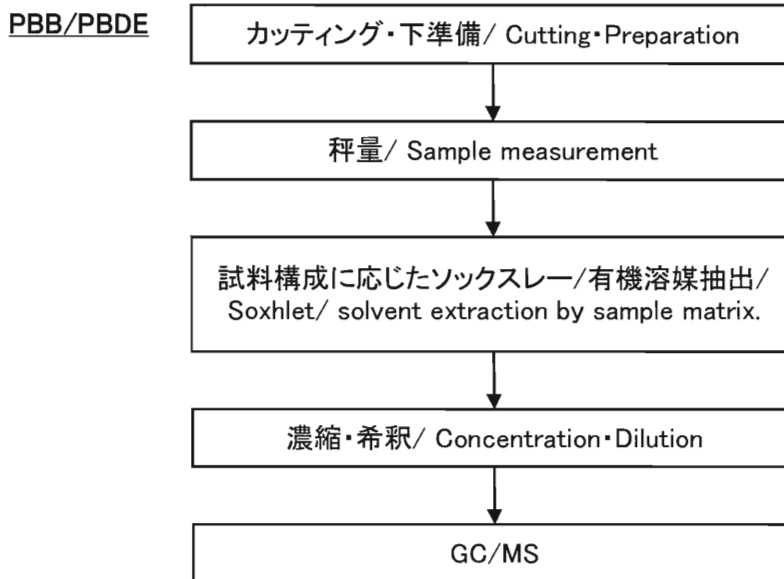 PBB/PBDE
カッティング・下準備/ Cutting・Preparation
秤量/ Sample measurement
試料構成に応じたソックスレー/有機溶媒抽出/
Soxhlet/ solvent extraction by sample matrix.
濃縮・希釈/ Concentration・Dilution
GC/MS